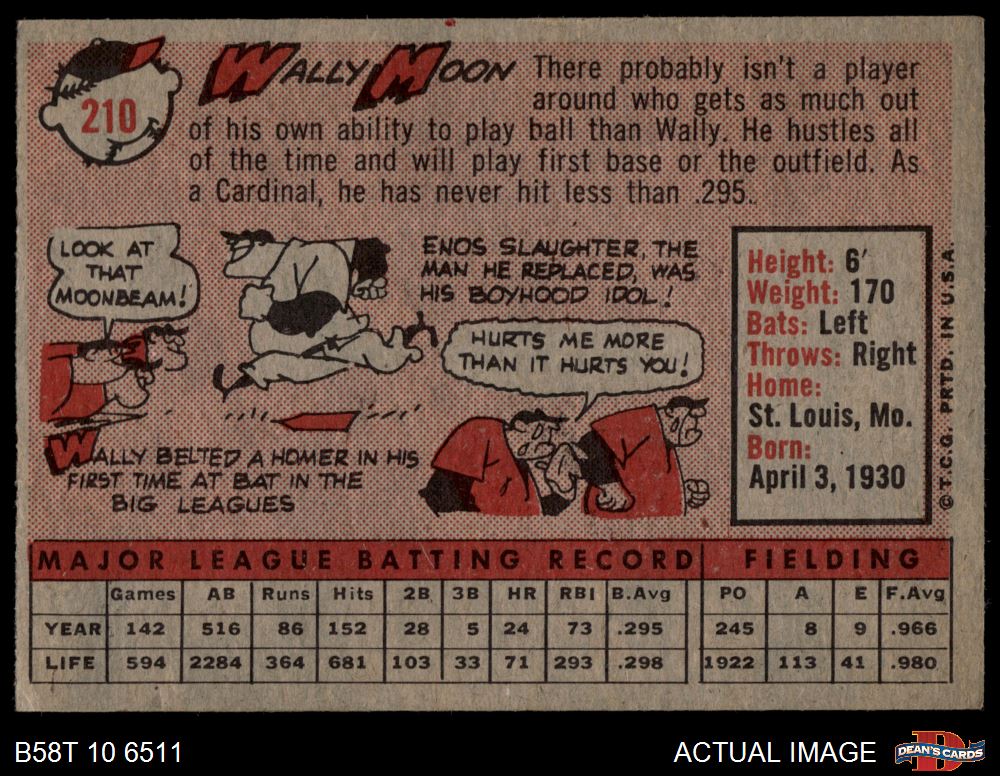 210
WALLY MOON There probably isn't a player
around who gets as much out
of his own ability to play ball than Wally. He hustles all
of the time and will play first base or the outfield. As
a Cardinal, he has never hit less than .295.
LOOK AT
THAT
MOONBEAM!
ENOS SLAUGHTER, THE
MAN HE REPLACED, WAS
HIS BOYHOOD IDOL!
HURTS ME MORE
THAN IT HURTS YOU!
WALLY BELTED A HOMER IN HIS
FIRST TIME AT BAT IN THE
BIG LEAGUES
Height: 6'
Weight: 170
Bats: Left
Throws: Right
Home:
St. Louis, Mo.
Born:
April 3, 1930
© T.C.G. PRTD. IN U.S.A.
MAJOR LEAGUE BATTING RECORD FIELDING
Games AB Runs Hits 2B 3B HR RBI B.Avg PO A E F.Avg
YEAR 142 516 86 152 28 5 24 73 .295 245 8 9 .966
LIFE 594 2284 364 681 103 33 71 293 .298 1922 113 41 .980
B58T 10 6511 ACTUAL IMAGE DEAN'S CARDS